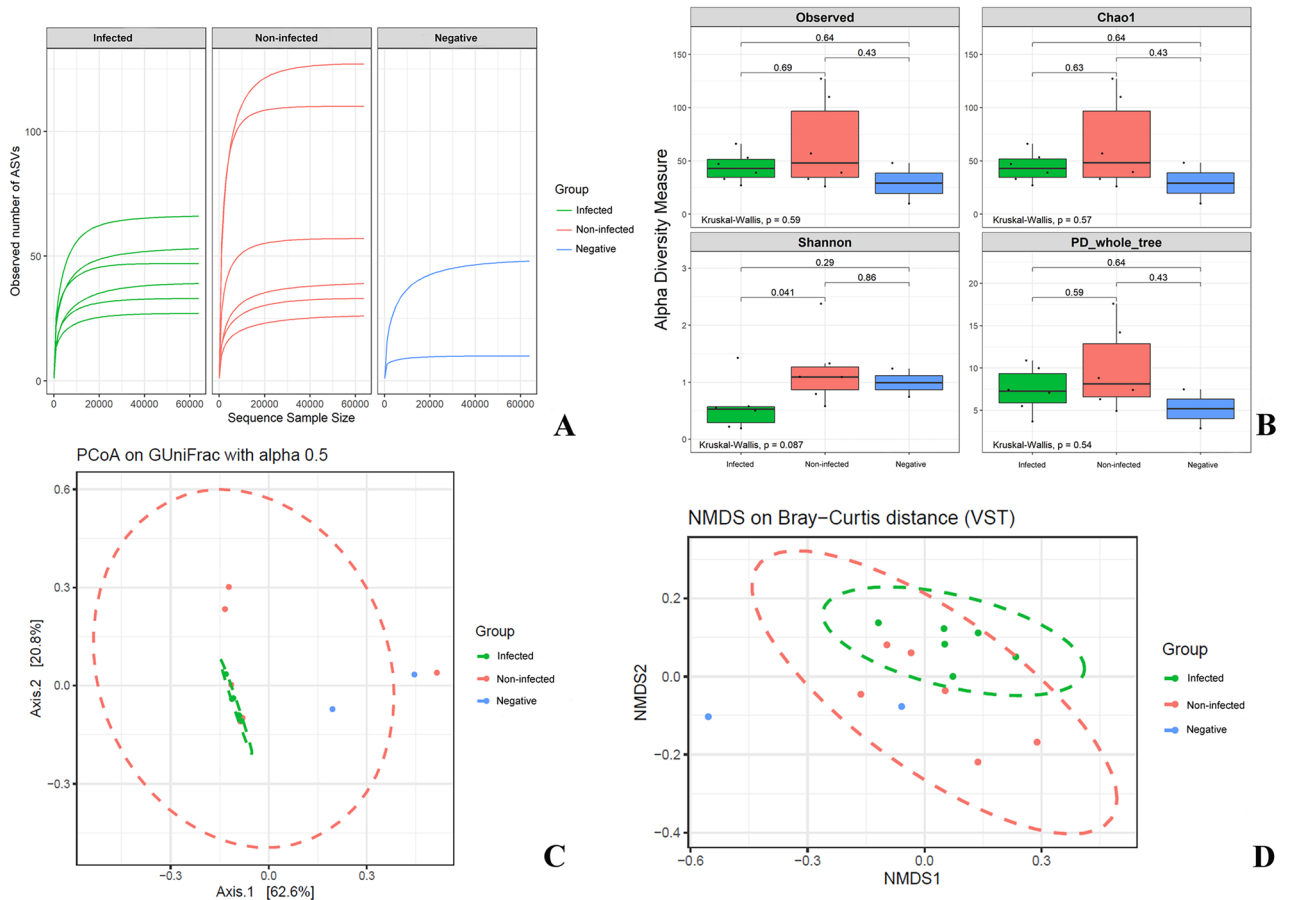 Infected Non-infected Negative
100
50
0
Observed number of ASVs
0 20000 40000 60000 0 20000 40000 60000 0 20000 40000 60000
Sequence Sample Size
Group
Infected
Non-infected
Negative
A
Alpha Diversity Measure
Observed
150
100
50
0
0.64
0.43
0.69
Kruskal-Wallis, p = 0.59
Chao1
150
100
50
0
0.64
0.43
0.63
Kruskal-Wallis, p = 0.57
Shannon
3
2
1
0
0.29
0.86
0.041
Kruskal-Wallis, p = 0.087
Infected Non-infected Negative
PD_whole_tree
20
15
10
5
0.64
0.43
0.59
Kruskal-Wallis, p = 0.54
Infected Non-infected Negative
B
PCoA on GUniFrac with alpha 0.5
0.6
0.3
0.0
−0.3
Axis.2 [20.8%]
−0.3 0.0 0.3
Axis.1 [62.6%]
Group
Infected
Non-infected
Negative
C
NMDS on Bray−Curtis distance (VST)
0.2
0.0
−0.2
−0.4
NMDS2
−0.6 −0.3 0.0 0.3
NMDS1
Group
Infected
Non-infected
Negative
D